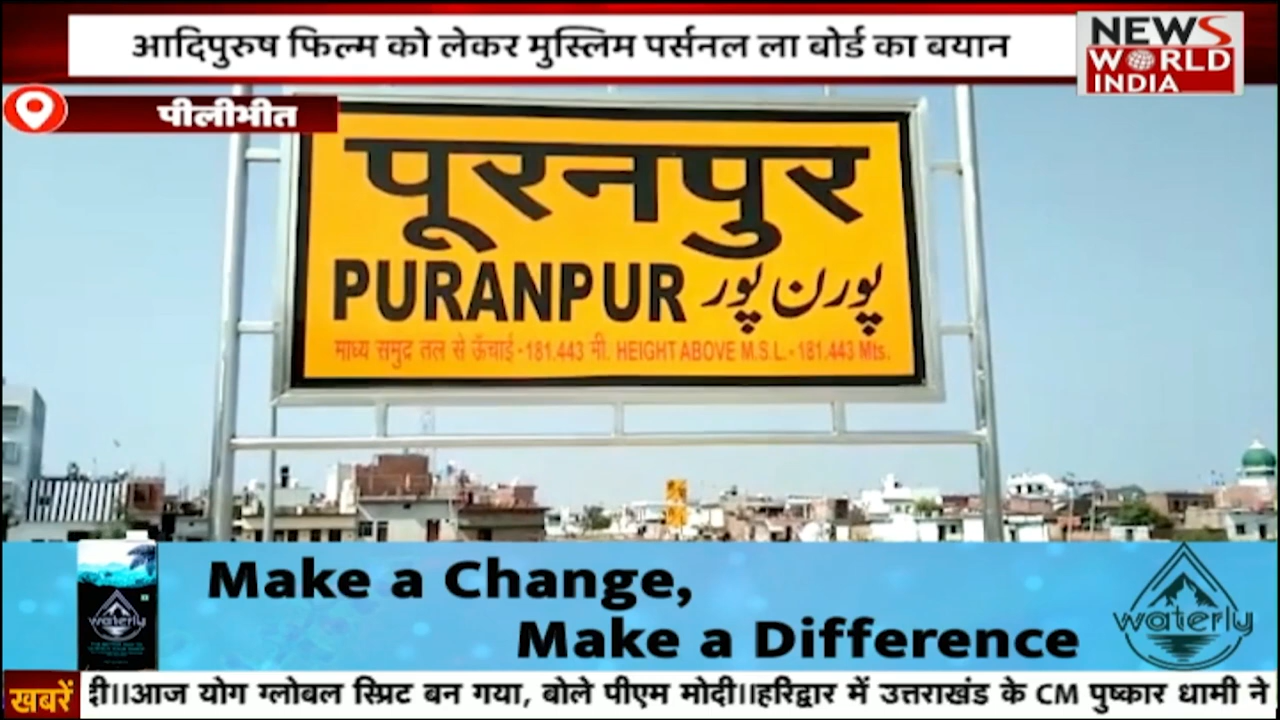 आदिपुरुष फिल्म को लेकर मुस्लिम पर्सनल ला बोर्ड का बयान
NEWS
WORLD
INDIA
पीलीभीत
पूरनपुर
PURANPUR پورن پور
माध्य समुद्र तल से ऊँचाई - 181.443 मी. HEIGHT ABOVE M.S.L. - 181.443 Mts.
Make a Change,
Make a Difference
waterly
waterly
खबरें दी।।आज योग ग्लोबल स्प्रिट बन गया, बोले पीएम मोदी।।हरिद्वार में उत्तराखंड के CM पुष्कार धामी ने